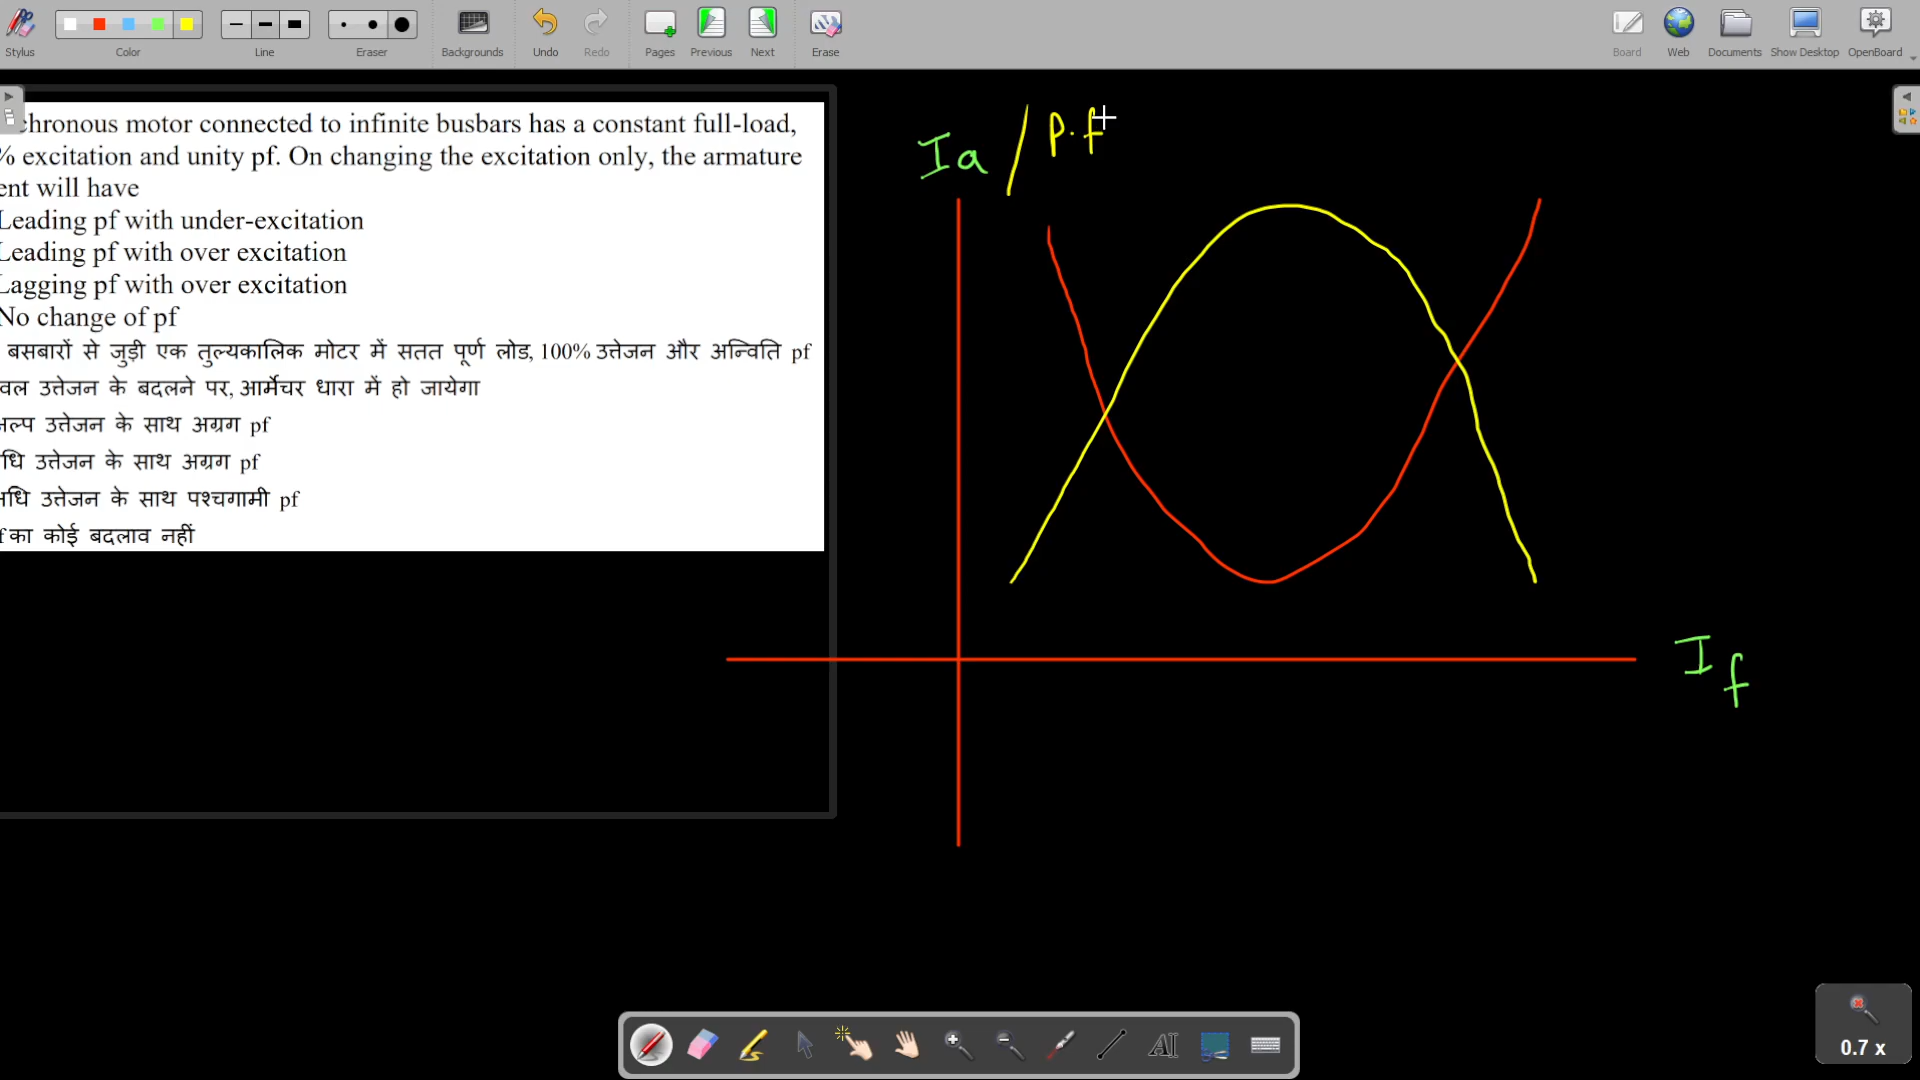 Stylus
Color
Line
Eraser
Backgrounds
Undo
Redo
Pages
Previous
Next
Erase
Board
Web
Documents
Show Desktop
OpenBoard
chronous motor connected to infinite busbars has a constant full-load,
% excitation and unity pf. On changing the excitation only, the armature
ent will have
Leading pf with under-excitation
Leading pf with over excitation
Lagging pf with over excitation
No change of pf
बसबारों से जुड़ी एक तुल्यकालिक मोटर में सतत पूर्ण लोड, 100% उत्तेजन और अन्विति pf
वल उत्तेजन के बदलने पर, आर्मेचर धारा में हो जायेगा
ल्प उत्तेजन के साथ अग्रग pf
धि उत्तेजन के साथ अग्रग pf
धि उत्तेजन के साथ पश्चगामी pf
f का कोई बदलाव नहीं
Ia / p.f
If
AI
0.7 x